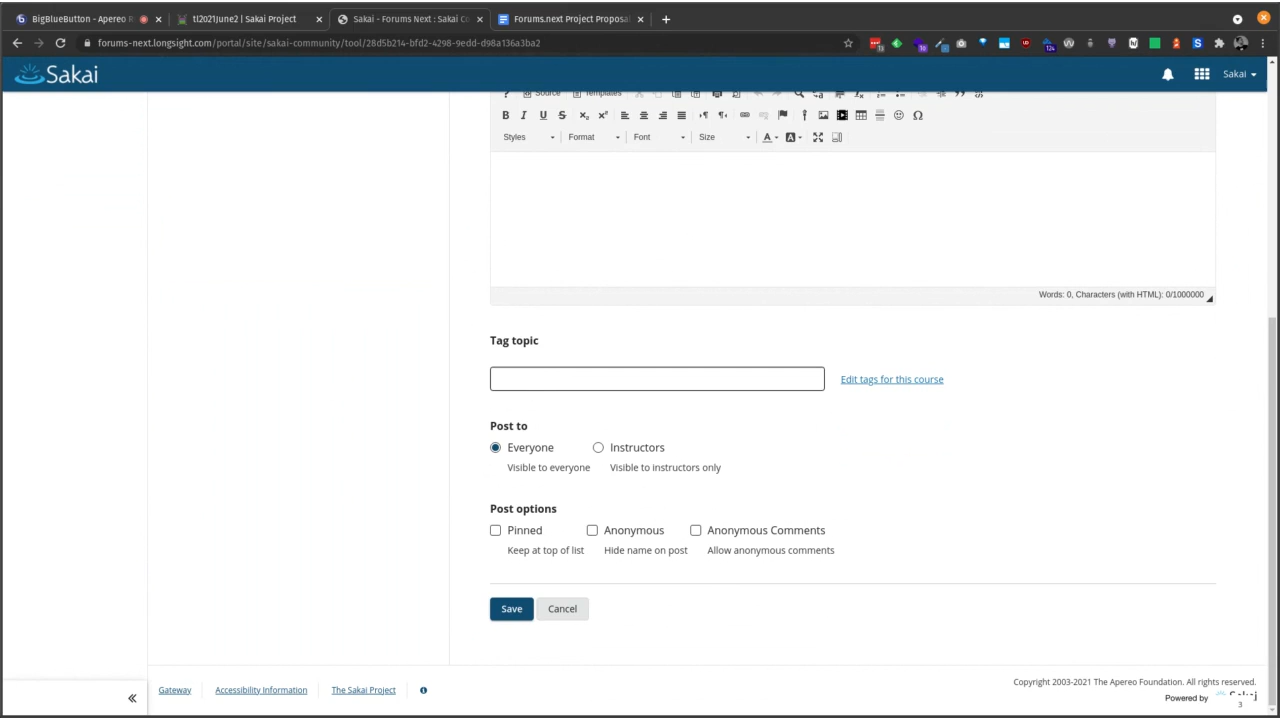 BigBlueButton - Apereo
tl2021june2 | Sakai Project
Sakai - Forums Next : Sakai Co
Forums.next Project Proposa
forums-next.longsight.com/portal/site/sakai-community/tool/28d5b214-bfd2-4298-9edd-d98a136a3ba2
Sakai
Sakai
Source Templates
B I U S
Styles Format Font Size A A
Words: 0, Characters (with HTML): 0/1000000
Tag topic
Edit tags for this course
Post to
Everyone Instructors
Visible to everyone Visible to instructors only
Post options
Pinned Anonymous Anonymous Comments
Keep at top of list Hide name on post Allow anonymous comments
Save Cancel
Gateway Accessibility Information The Sakai Project
Copyright 2003-2021 The Apereo Foundation. All rights reserved.
Powered by
3